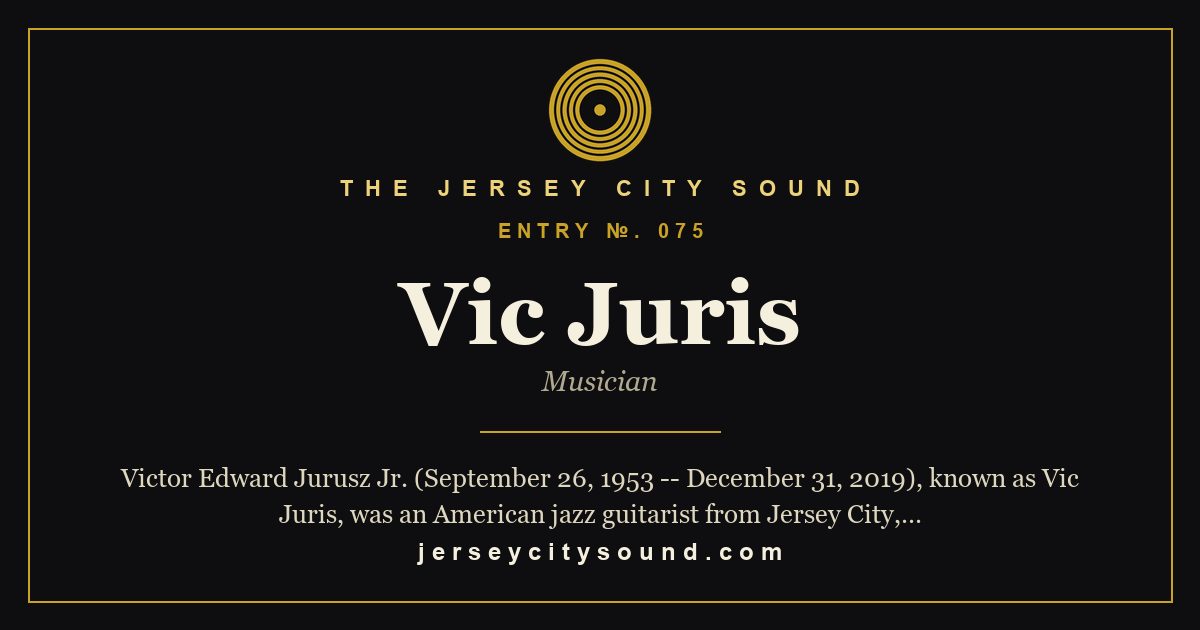 THE JERSEY CITY SOUND
ENTRY №. 075
Vic Juris
Musician
Victor Edward Jurusz Jr. (September 26, 1953 -- December 31, 2019), known as Vic
Juris, was an American jazz guitarist from Jersey City,...
jerseycitysound.com